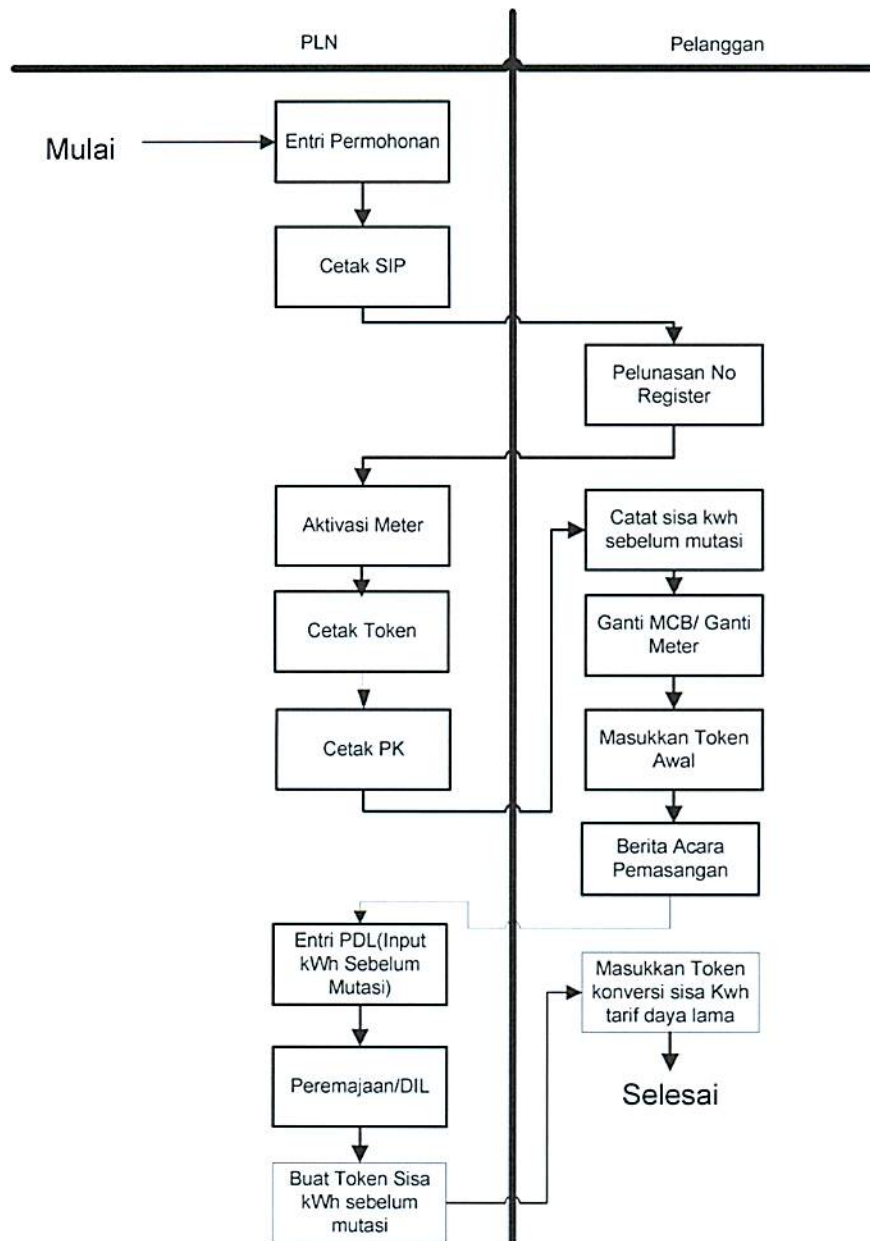 PLN
Pelanggan
Mulai
Entri Permohonan
Cetak SIP
Pelunasan No
Register
Aktivasi Meter
Cetak Token
Cetak PK
Catat sisa kwh
sebelum mutasi
Ganti MCB/ Ganti
Meter
Masukkan Token
Awal
Berita Acara
Pemasangan
Entri PDL(Input
kWh Sebelum
Mutasi)
Peremajaan/DIL
Buat Token Sisa
kWh sebelum
mutasi
Masukkan Token
konversi sisa Kwh
tarif daya lama
Selesai